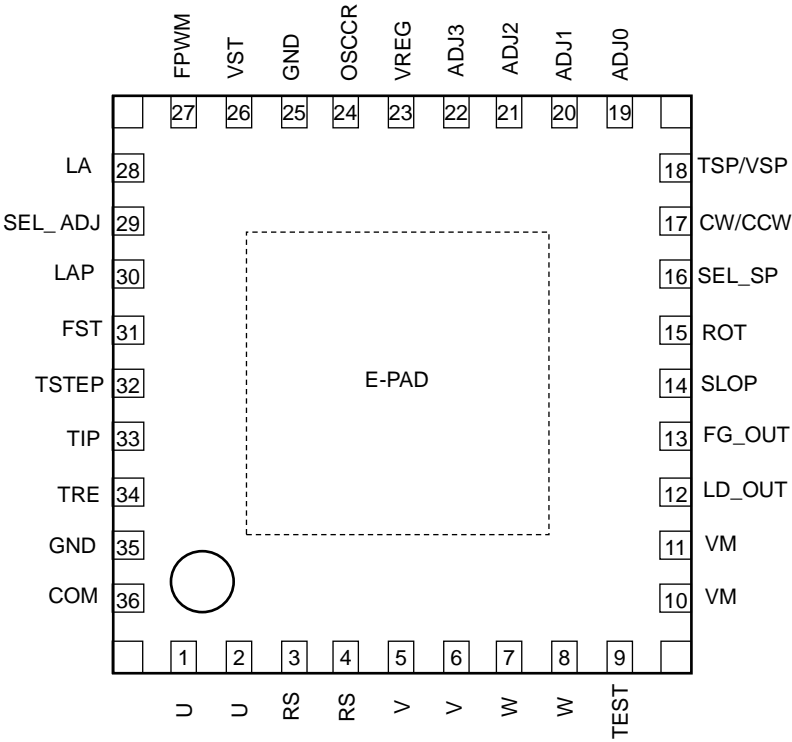 FPWM
VST
GND
OSCCR
VREG
ADJ3
ADJ2
ADJ1
ADJ0
27
26
25
24
23
22
21
20
19
LA 28
18 TSP/VSP
SEL_ ADJ 29
17 CW/CCW
LAP 30
16 SEL_SP
FST 31
15 ROT
TSTEP 32
E-PAD
14 SLOP
TIP 33
13 FG_OUT
TRE 34
12 LD_OUT
GND 35
11 VM
COM 36
10 VM
1
2
3
4
5
6
7
8
9
U
U
RS
RS
V
V
W
W
TEST